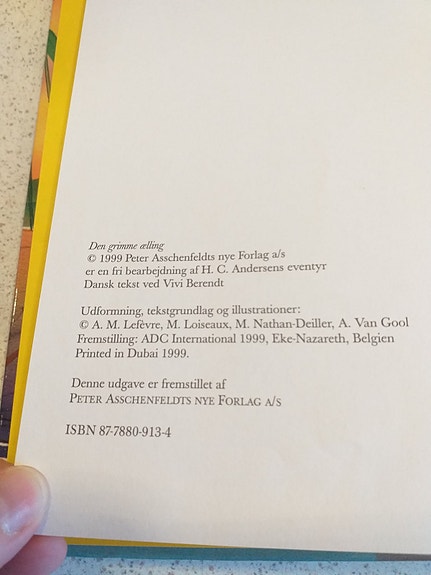 Den grimme ælling
© 1999 Peter Asschenfeldts nye Forlag a/s
er en fri bearbejdning af H. C. Andersens eventyr
Dansk tekst ved Vivi Berendt
Udformning, tekstgrundlag og illustrationer:
© A. M. Lefèvre, M. Loiseaux, M. Nathan-Deiller, A. Van Gool
Fremstilling: ADC International 1999, Eke-Nazareth, Belgien
Printed in Dubai 1999.
Denne udgave er fremstillet af
PETER ASSCHENFELDTS NYE FORLAG A/S
ISBN 87-7880-913-4